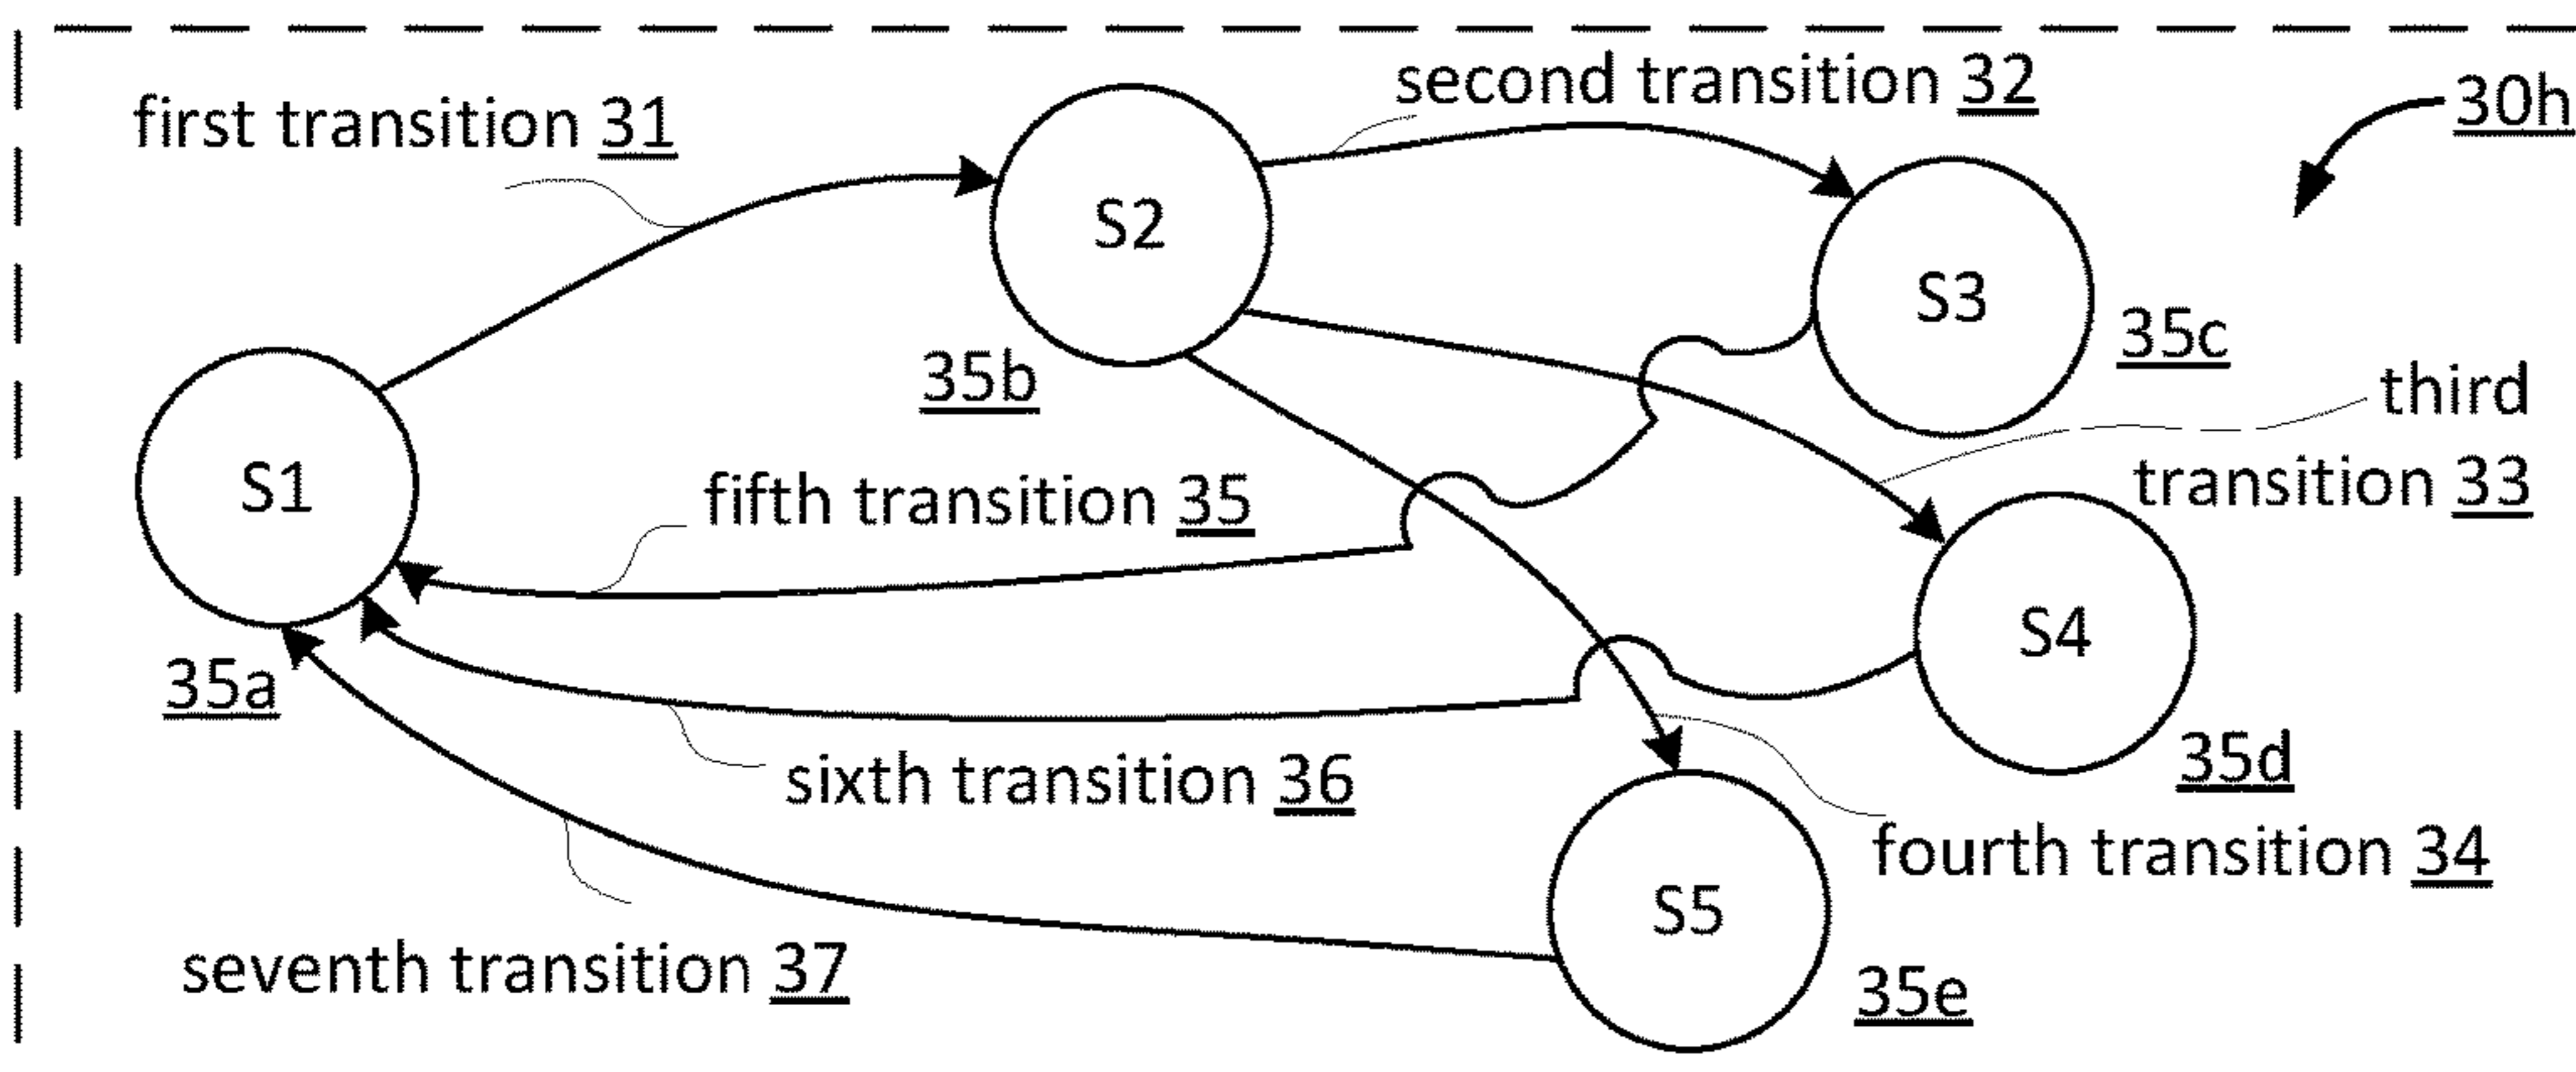 second transition 32
30h
first transition 31
S2
S3
35c
35b
third
transition 33
S1
fifth transition 35
S4
35a
35d
sixth transition 36
fourth transition 34
S5
seventh transition 37
35e